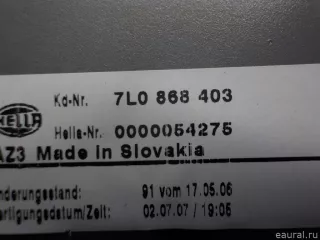 HELLA
Kd-Nr. 7L0 868 403
Hella-Nr. 0000054275
AZ3 Made in Slovakia
nderungsstand: 91 vom 17.05.06
ertigungsdatum/Zeit: 02.07.07 / 19:05
eaural.ru